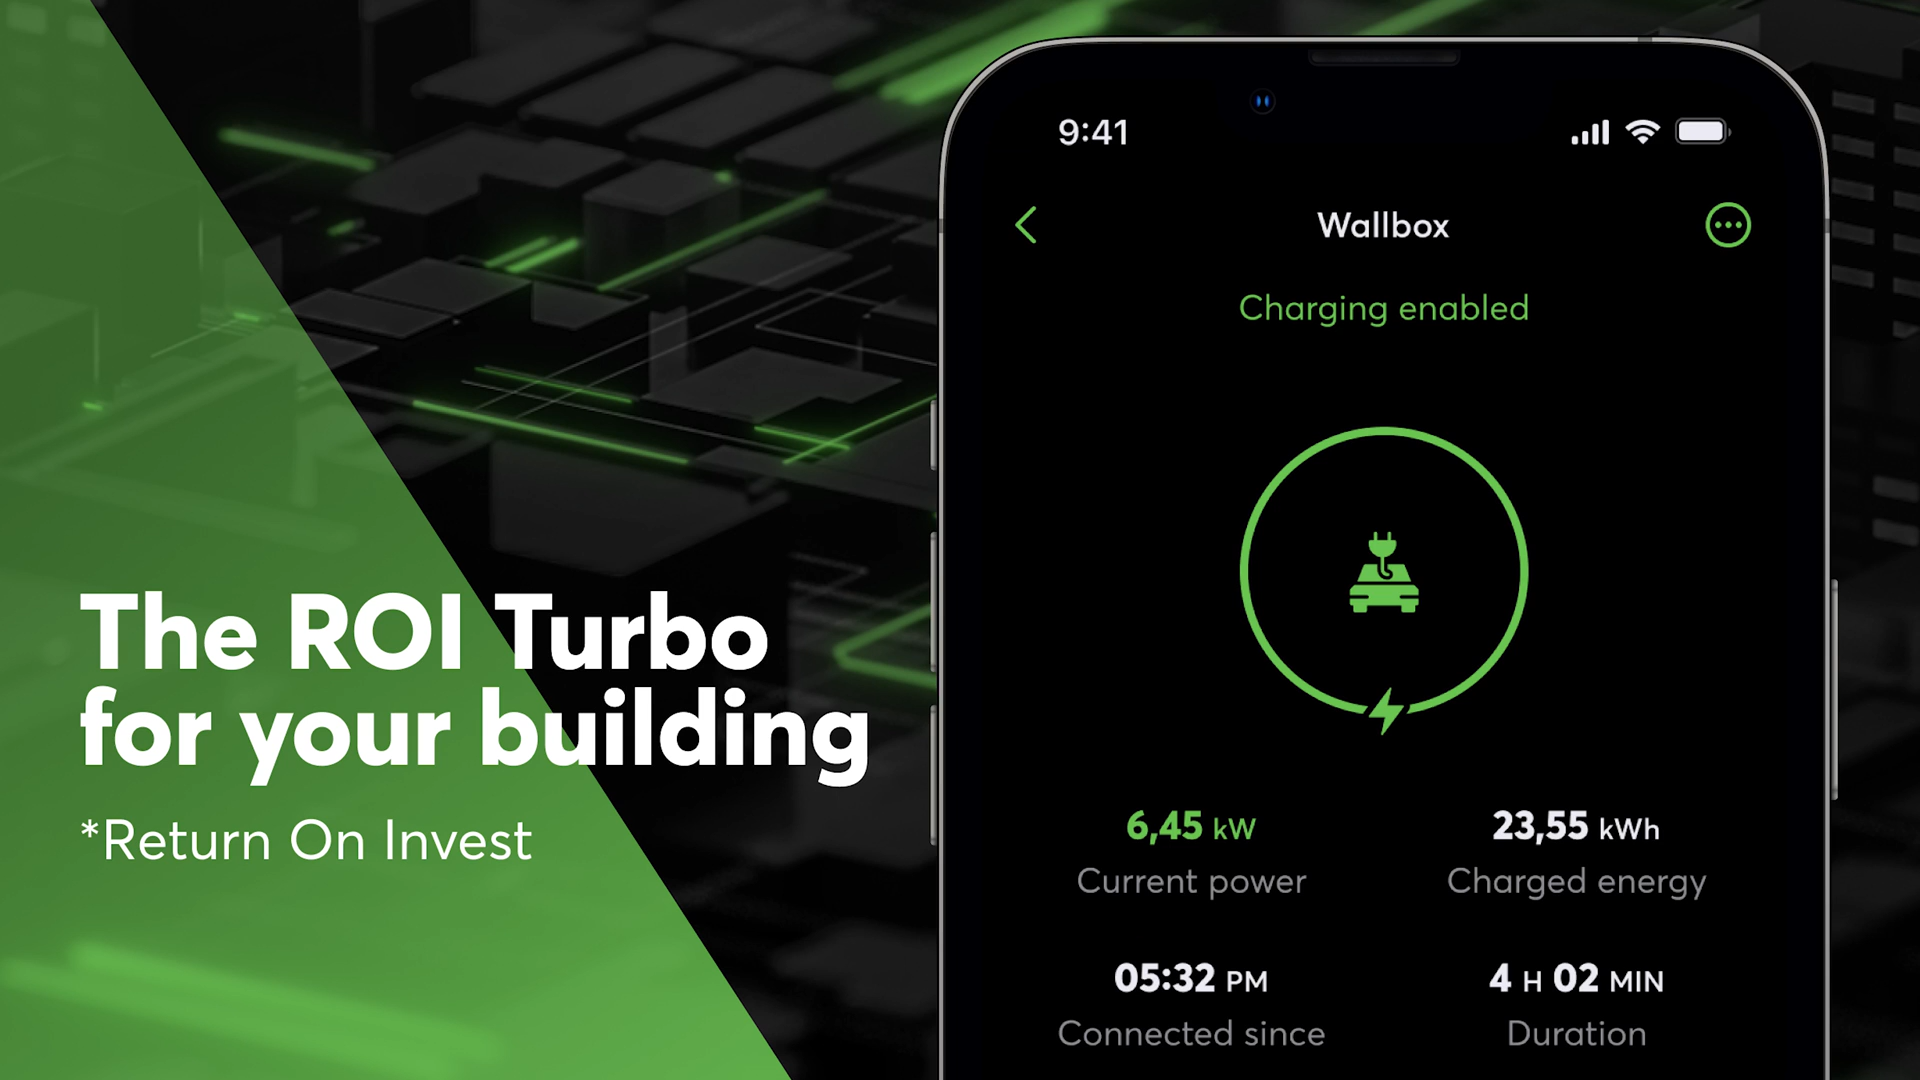 The ROI Turbo
for your building
*Return On Invest
9:41
Wallbox
Charging enabled
6,45 kW
Current power
23,55 kWh
Charged energy
05:32 PM
Connected since
4 H 02 MIN
Duration